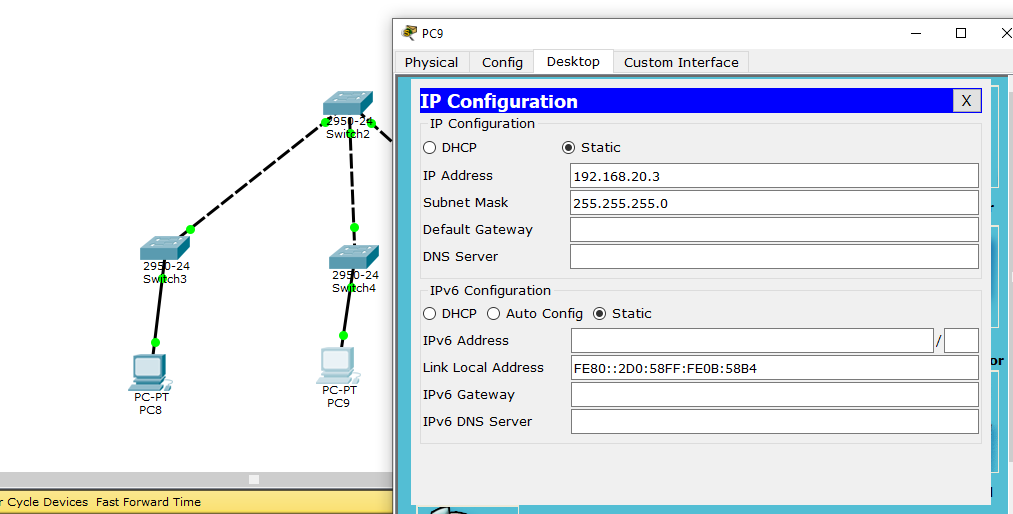 PC9
Physical Config Desktop Custom Interface
IP Configuration X
IP Configuration
DHCP Static
IP Address 192.168.20.3
Subnet Mask 255.255.255.0
Default Gateway
DNS Server
IPv6 Configuration
DHCP Auto Config Static
IPv6 Address /
Link Local Address FE80::2D0:58FF:FE0B:58B4
IPv6 Gateway
IPv6 DNS Server
2950-24
Switch2
2950-24
Switch3
2950-24
Switch4
PC-PT
PC8
PC-PT
PC9
r Cycle Devices Fast Forward Time
or